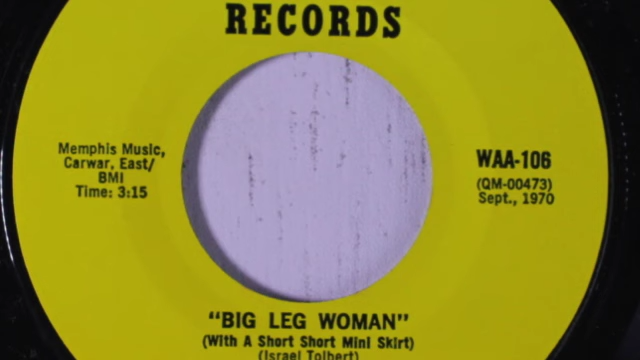 RECORDS
Memphis Music,
Carwar, East/
BMI
Time: 3:15
WAA-106
(QM-00473)
Sept., 1970
"BIG LEG WOMAN"
(With A Short Short Mini Skirt)
(Israel Tolbert)